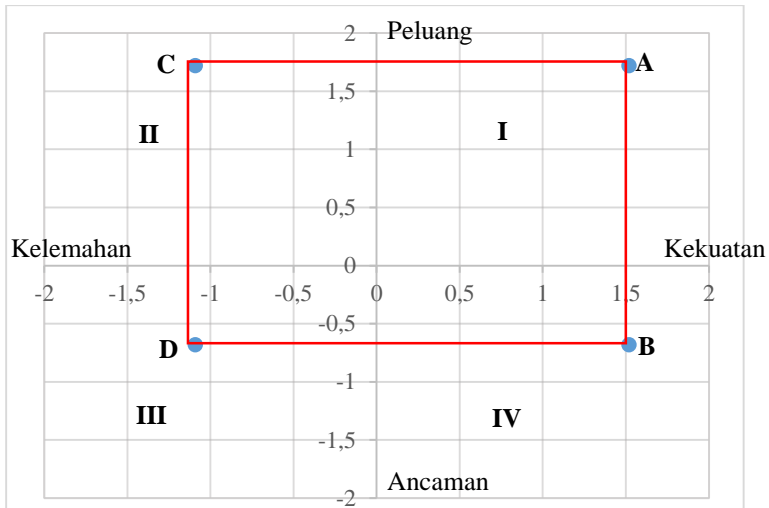 2 Peluang
C A
1,5
II I
1
0,5
Kelemahan Kekuatan
0
-2 -1,5 -1 -0,5 0 0,5 1 1,5 2
-0,5
D B
-1
III IV
-1,5
Ancaman
-2